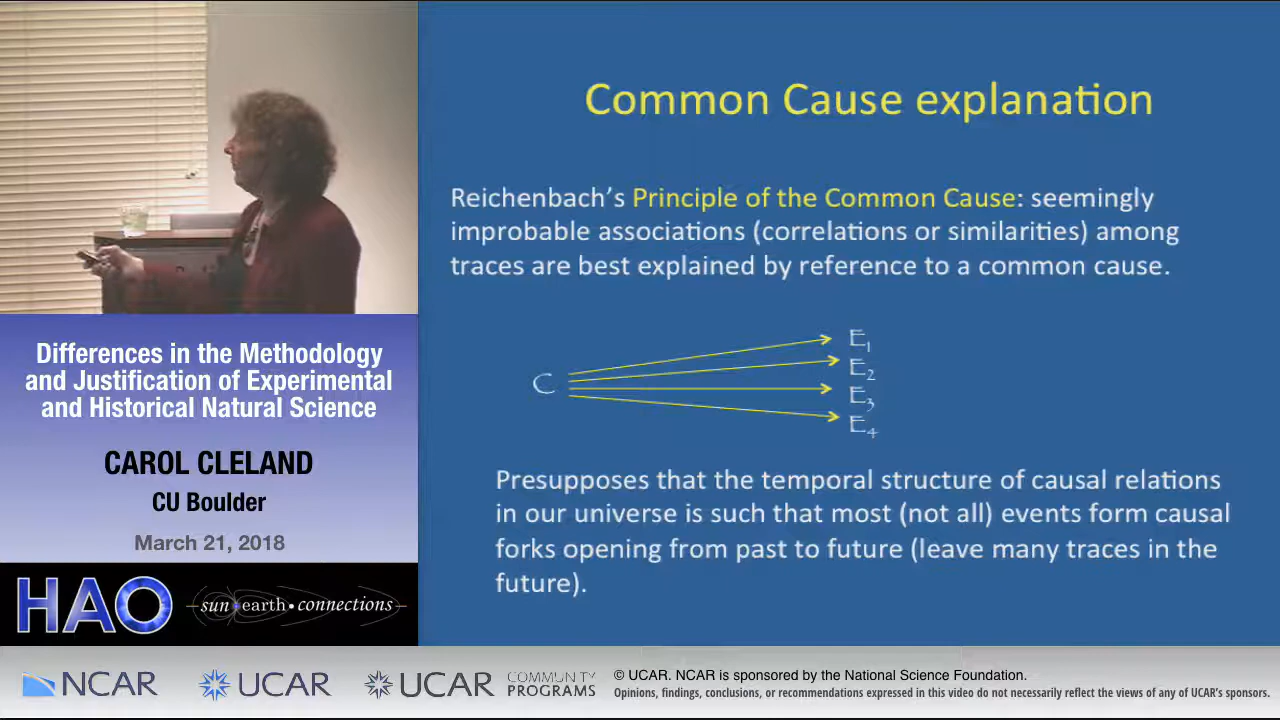 Common Cause explanation
Reichenbach's Principle of the Common Cause: seemingly
improbable associations (correlations or similarities) among
traces are best explained by reference to a common cause.
C
E1
E2
E3
E4
Presupposes that the temporal structure of causal relations
in our universe is such that most (not all) events form causal
forks opening from past to future (leave many traces in the
future).
Differences in the Methodology
and Justification of Experimental
and Historical Natural Science
CAROL CLELAND
CU Boulder
March 21, 2018
HAO
sun•earth•connections
NCAR
UCAR
UCAR
COMMUNITY
PROGRAMS
© UCAR. NCAR is sponsored by the National Science Foundation.
Opinions, findings, conclusions, or recommendations expressed in this video do not necessarily reflect the views of any of UCAR's sponsors.